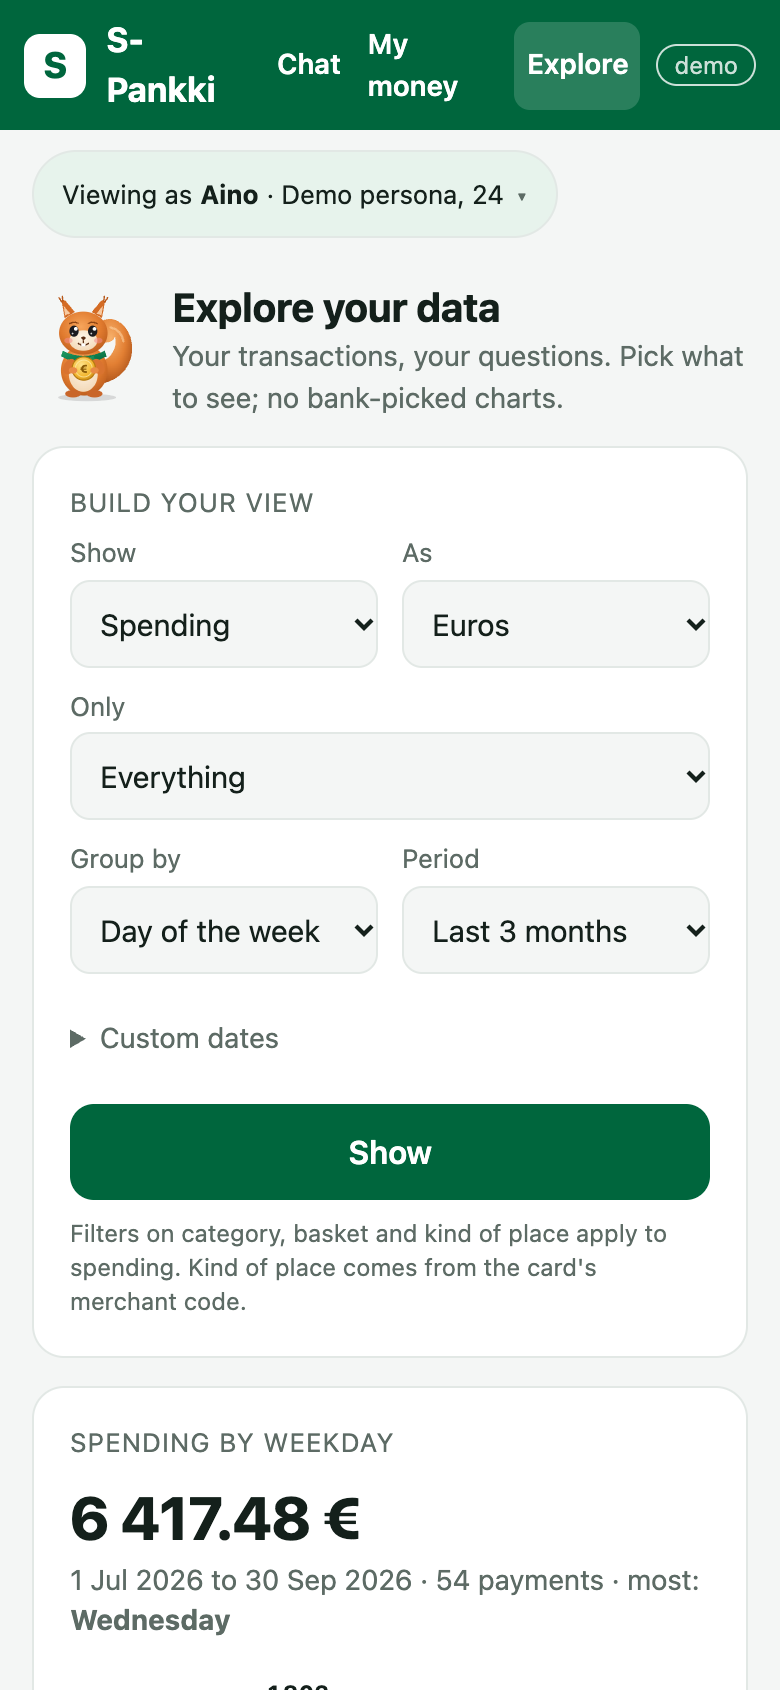 S
S-
Pankki
Chat
My
money
Explore
demo
Viewing as Aino · Demo persona, 24 ▾
Explore your data
Your transactions, your questions. Pick what
to see; no bank-picked charts.
BUILD YOUR VIEW
Show
As
Spending
Euros
Only
Everything
Group by
Period
Day of the week
Last 3 months
▶ Custom dates
Show
Filters on category, basket and kind of place apply to
spending. Kind of place comes from the card's
merchant code.
SPENDING BY WEEKDAY
6 417.48 €
1 Jul 2026 to 30 Sep 2026 · 54 payments · most:
Wednesday